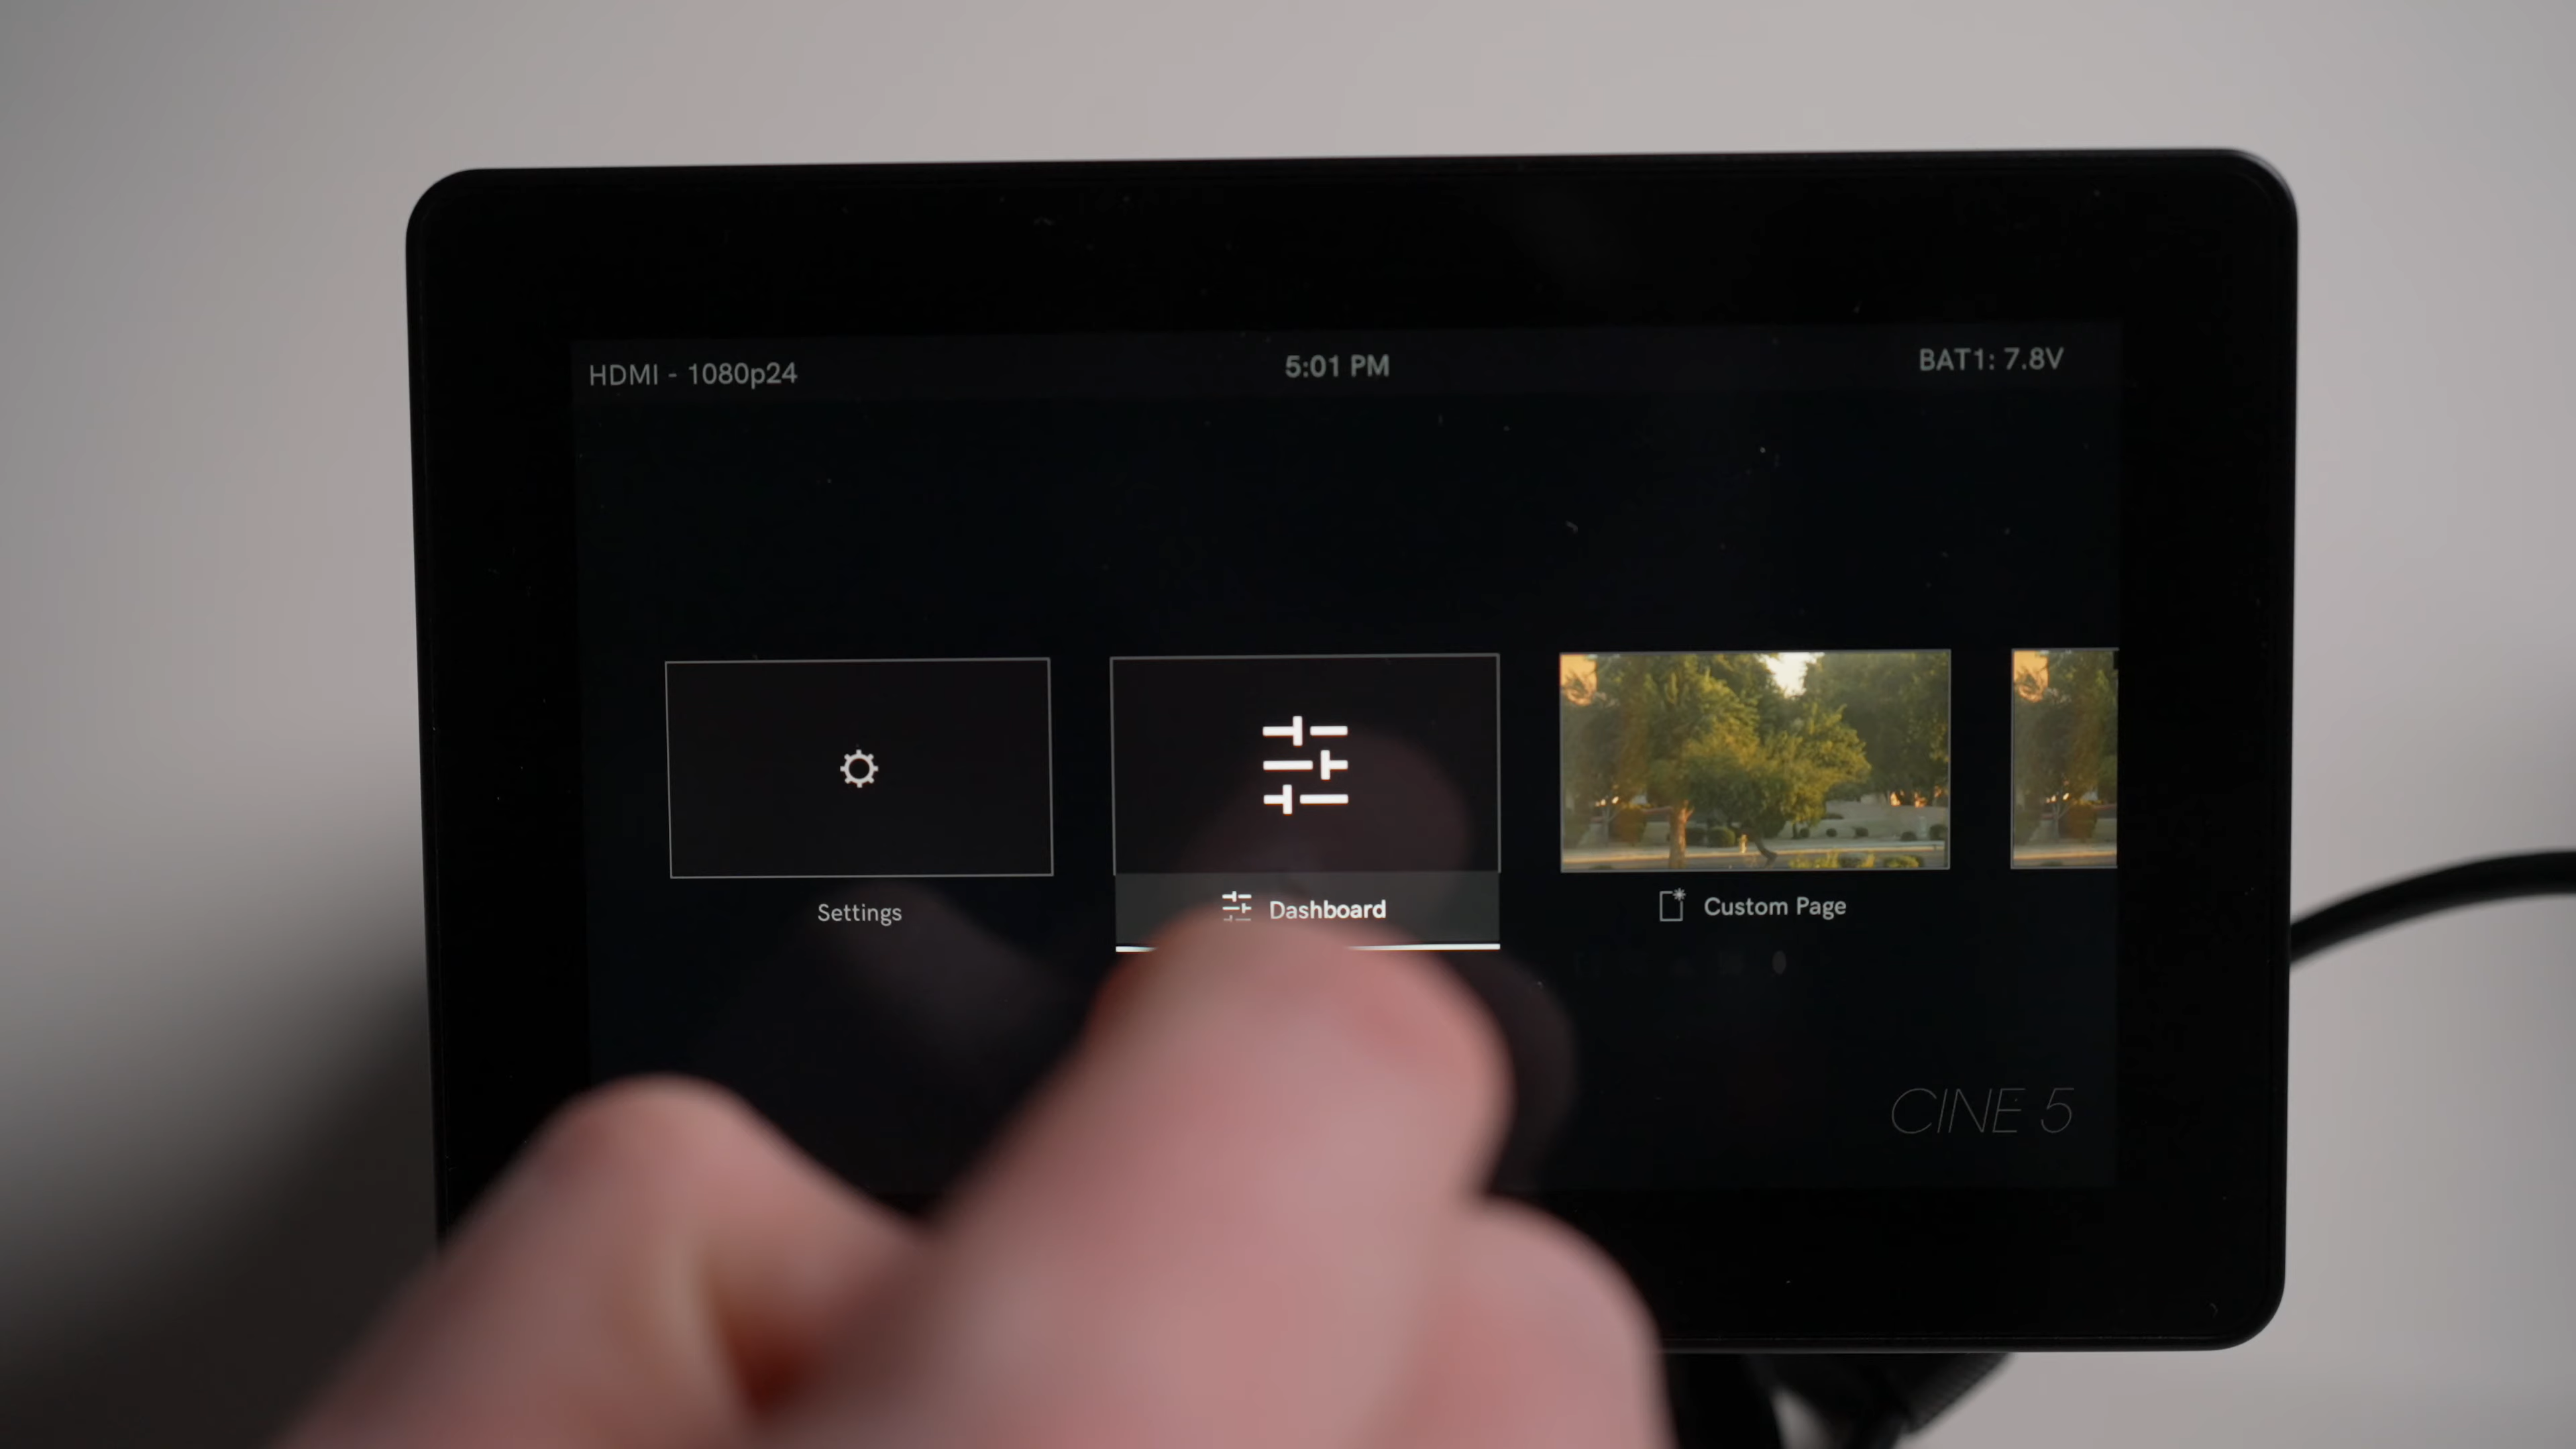 HDMI - 1080p24
5:01 PM
BAT1: 7.8V
Settings
Dashboard
Custom Page
CINE 5